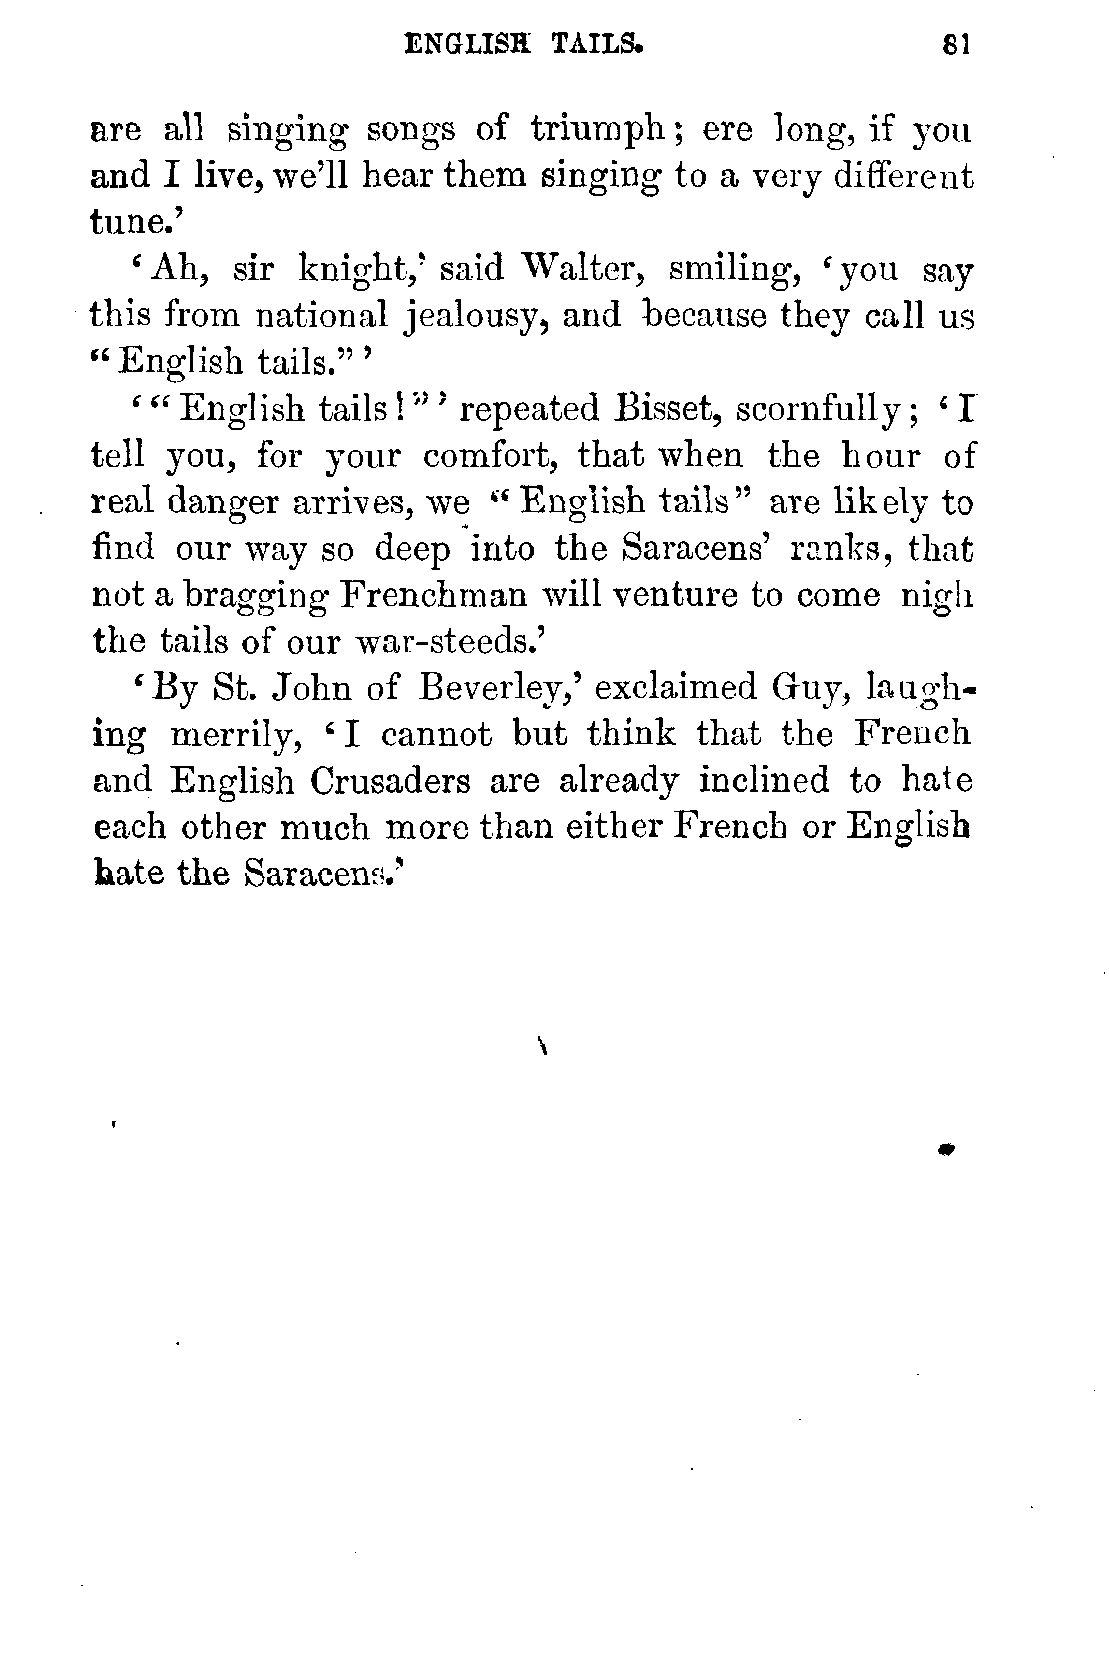 ENGLISH TAILS. 81
are all singing songs of triumph; ere long, if you
and I live, we'll hear them singing to a very different
tune.'
'Ah, sir knight,' said Walter, smiling, 'you say
this from national jealousy, and because they call us
"English tails."'
'"English tails!"' repeated Bisset, scornfully; 'I
tell you, for your comfort, that when the hour of
real danger arrives, we "English tails" are likely to
find our way so deep into the Saracens' ranks, that
not a bragging Frenchman will venture to come nigh
the tails of our war-steeds.'
'By St. John of Beverley,' exclaimed Guy, laugh-
ing merrily, 'I cannot but think that the French
and English Crusaders are already inclined to hate
each other much more than either French or English
hate the Saracens.'